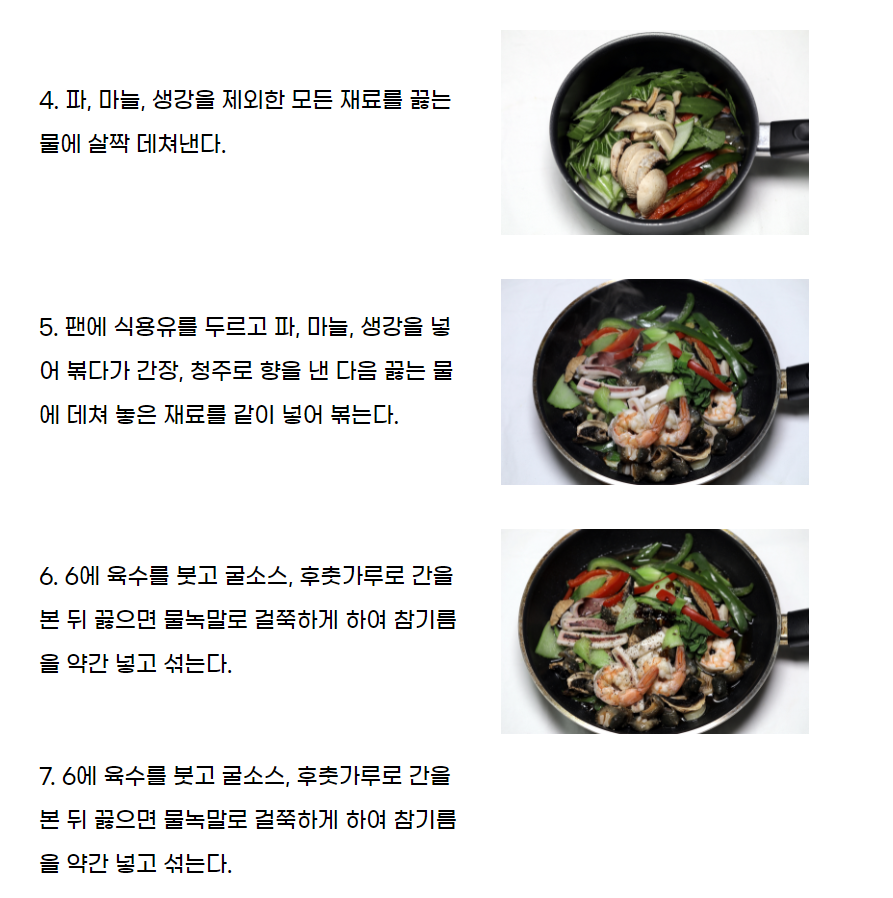 4. 파, 마늘, 생강을 제외한 모든 재료를 끓는
물에 살짝 데쳐낸다.
5. 팬에 식용유를 두르고 파, 마늘, 생강을 넣
어 볶다가 간장, 청주로 향을 낸 다음 끓는 물
에 데쳐 놓은 재료를 같이 넣어 볶는다.
6. 6에 육수를 붓고 굴소스, 후춧가루로 간을
본 뒤 끓으면 물녹말로 걸쭉하게 하여 참기름
을 약간 넣고 섞는다.
7. 6에 육수를 붓고 굴소스, 후춧가루로 간을
본 뒤 끓으면 물녹말로 걸쭉하게 하여 참기름
을 약간 넣고 섞는다.